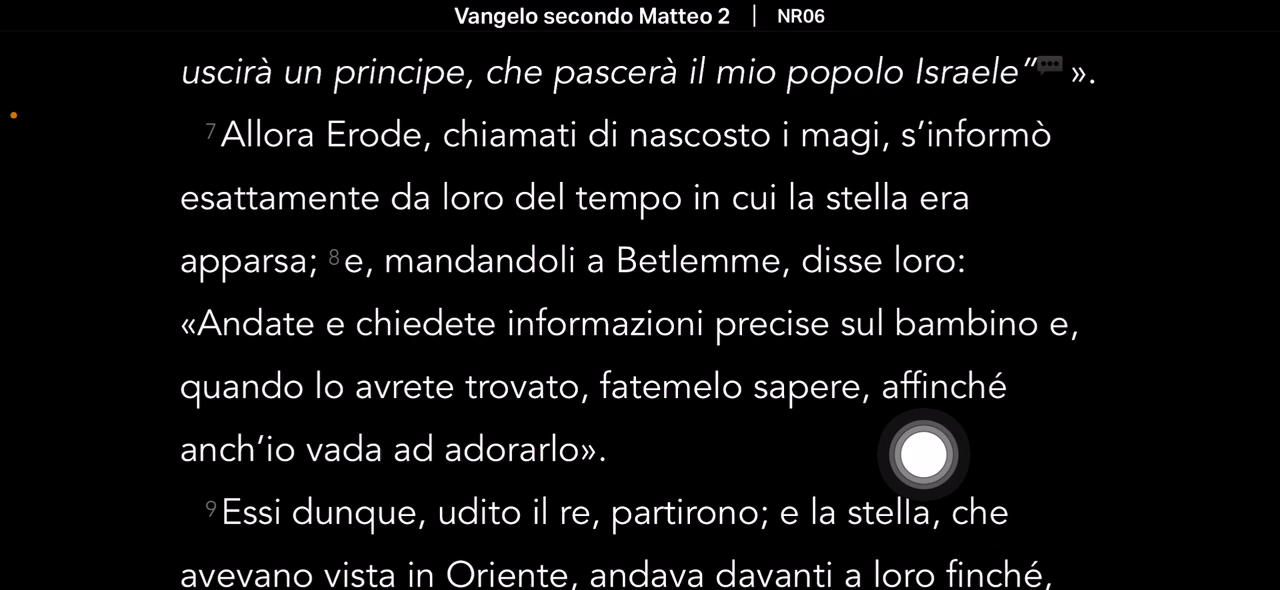 Vangelo secondo Matteo 2 | NR06
uscirà un principe, che pascerà il mio popolo Israele” ».
7 Allora Erode, chiamati di nascosto i magi, s’informò
esattamente da loro del tempo in cui la stella era
apparsa; 8 e, mandandoli a Betlemme, disse loro:
«Andate e chiedete informazioni precise sul bambino e,
quando lo avrete trovato, fatemelo sapere, affinché
anch’io vada ad adorarlo».
9 Essi dunque, udito il re, partirono; e la stella, che
avevano vista in Oriente, andava davanti a loro finché,